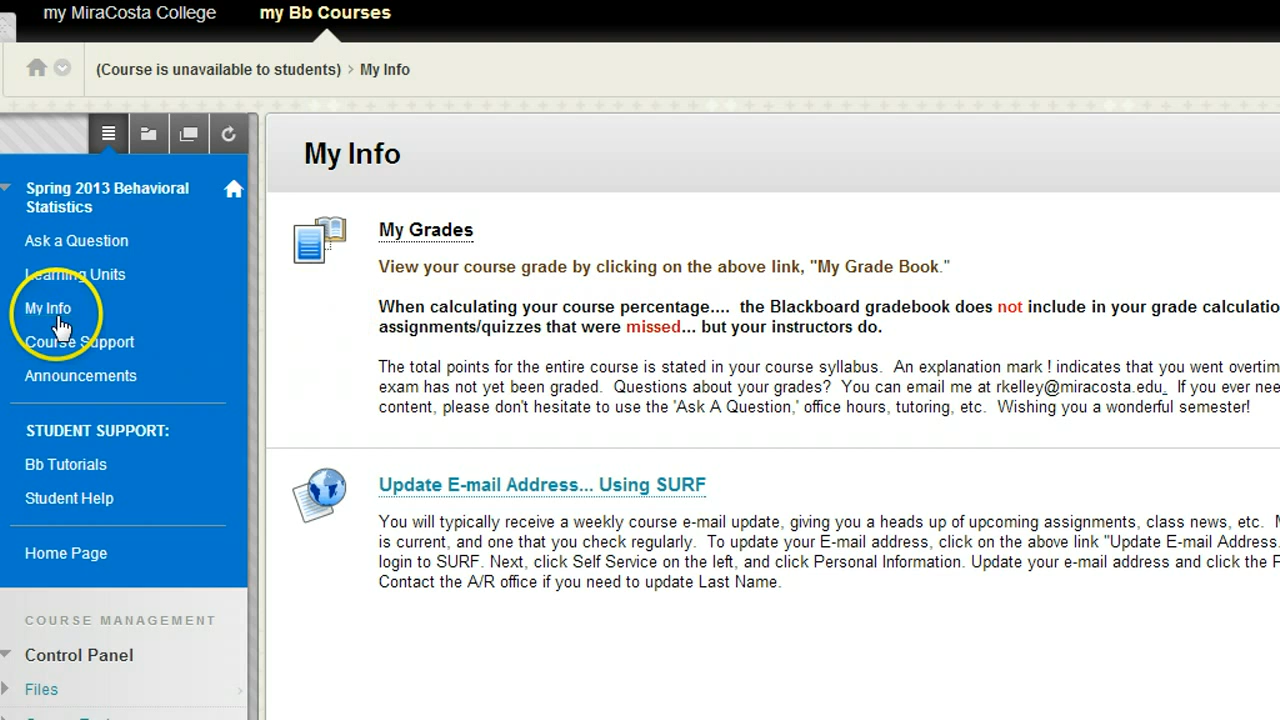 my MiraCosta College
my Bb Courses
(Course is unavailable to students) > My Info
Spring 2013 Behavioral
Statistics
Ask a Question
Learning Units
My Info
Course Support
Announcements
STUDENT SUPPORT:
Bb Tutorials
Student Help
Home Page
COURSE MANAGEMENT
Control Panel
Files
My Info
My Grades
View your course grade by clicking on the above link, "My Grade Book."
When calculating your course percentage.... the Blackboard gradebook does not include in your grade calculatio
assignments/quizzes that were missed... but your instructors do.
The total points for the entire course is stated in your course syllabus. An explanation mark ! indicates that you went overtim
exam has not yet been graded. Questions about your grades? You can email me at rkelley@miracosta.edu. If you ever nee
content, please don't hesitate to use the 'Ask A Question,' office hours, tutoring, etc. Wishing you a wonderful semester!
Update E-mail Address... Using SURF
You will typically receive a weekly course e-mail update, giving you a heads up of upcoming assignments, class news, etc. M
is current, and one that you check regularly. To update your E-mail address, click on the above link "Update E-mail Address.
login to SURF. Next, click Self Service on the left, and click Personal Information. Update your e-mail address and click the F
Contact the A/R office if you need to update Last Name.